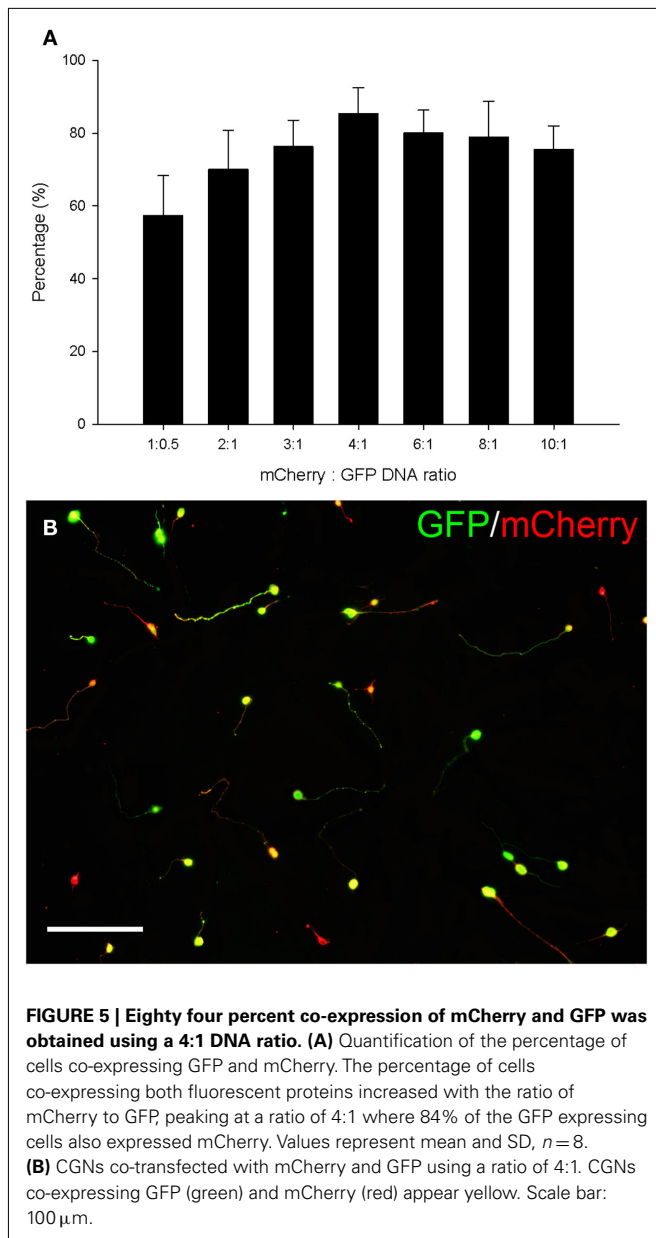 A
100
80
60
40
20
0
Percentage (%)
1:0.5 2:1 3:1 4:1 6:1 8:1 10:1
mCherry : GFP DNA ratio
B
GFP/mCherry
FIGURE 5 | Eighty four percent co-expression of mCherry and GFP was
obtained using a 4:1 DNA ratio. (A) Quantification of the percentage of
cells co-expressing GFP and mCherry. The percentage of cells
co-expressing both fluorescent proteins increased with the ratio of
mCherry to GFP, peaking at a ratio of 4:1 where 84% of the GFP expressing
cells also expressed mCherry. Values represent mean and SD, n = 8.
(B) CGNs co-transfected with mCherry and GFP using a ratio of 4:1. CGNs
co-expressing GFP (green) and mCherry (red) appear yellow. Scale bar:
100 μm.